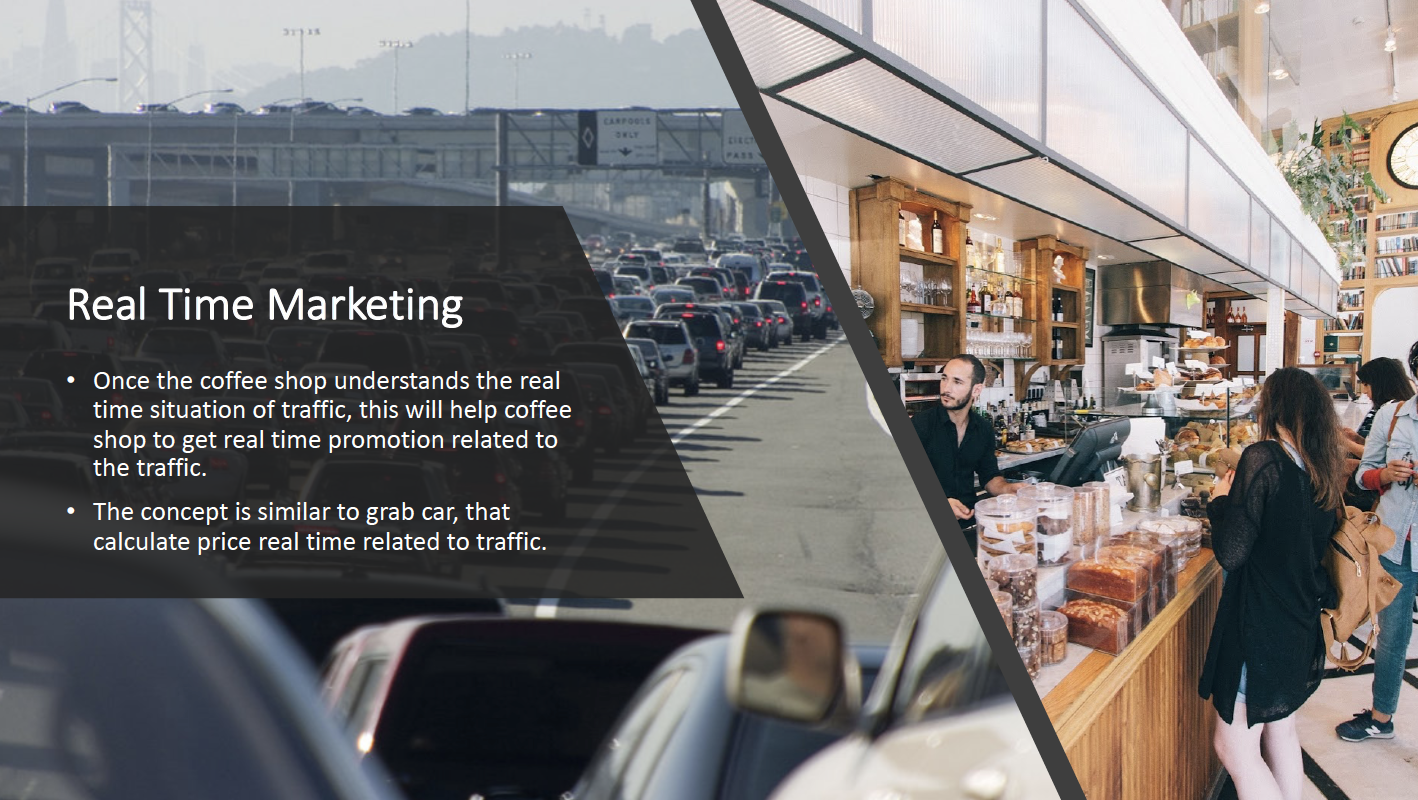 CARPOOLS
ONLY
Real Time Marketing
• Once the coffee shop understands the real
time situation of traffic, this will help coffee
shop to get real time promotion related to
the traffic.
• The concept is similar to grab car, that
calculate price real time related to traffic.